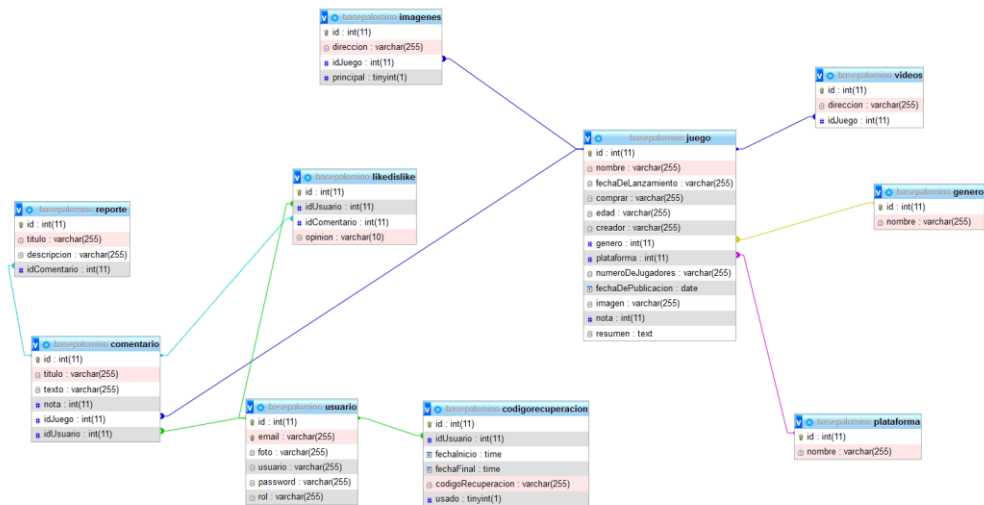 basepalomino imagenes
id : int(11)
direccion : varchar(255)
idJuego : int(11)
principal : tinyint(1)
basepalomino videos
id : int(11)
direccion : varchar(255)
idJuego : int(11)
basepalomino juego
id : int(11)
nombre : varchar(255)
fechaDeLanzamiento : varchar(255)
comprar : varchar(255)
edad : varchar(255)
creador : varchar(255)
genero : int(11)
plataforma : int(11)
numeroDeJugadores : varchar(255)
fechaDePublicacion : date
imagen : varchar(255)
nota : int(11)
resumen : text
basepalomino likedislike
id : int(11)
idUsuario : int(11)
idComentario : int(11)
opinion : varchar(10)
basepalomino genero
id : int(11)
nombre : varchar(255)
basepalomino reporte
id : int(11)
titulo : varchar(255)
descripcion : varchar(255)
idComentario : int(11)
basepalomino comentario
id : int(11)
titulo : varchar(255)
texto : varchar(255)
nota : int(11)
idJuego : int(11)
idUsuario : int(11)
basepalomino usuario
id : int(11)
email : varchar(255)
foto : varchar(255)
usuario : varchar(255)
password : varchar(255)
rol : varchar(255)
basepalomino codigorecuperacion
id : int(11)
idUsuario : int(11)
fechaInicio : time
fechaFinal : time
codigoRecuperacion : varchar(255)
usado : tinyint(1)
basepalomino plataforma
id : int(11)
nombre : varchar(255)